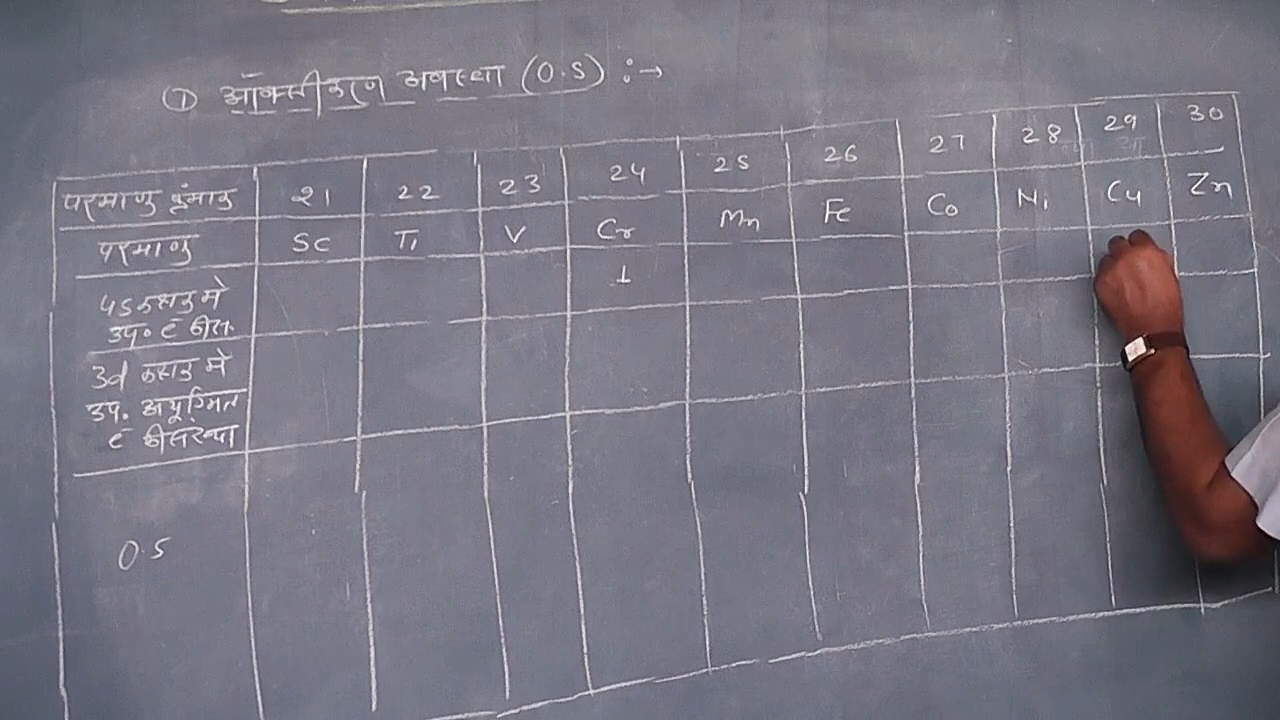 ① ऑक्सीकरण अवस्था (O.S) :→
परमाणु क्रमांक 21 22 23 24 25 26 27 28 29 30
परमाणु Sc Ti V Cr Mn Fe Co Ni Cu Zn
4s कक्षक मे 1
उप० ē की सं.
3d कक्षक मे
उप. अयुग्मित
ē की संख्या
O.S